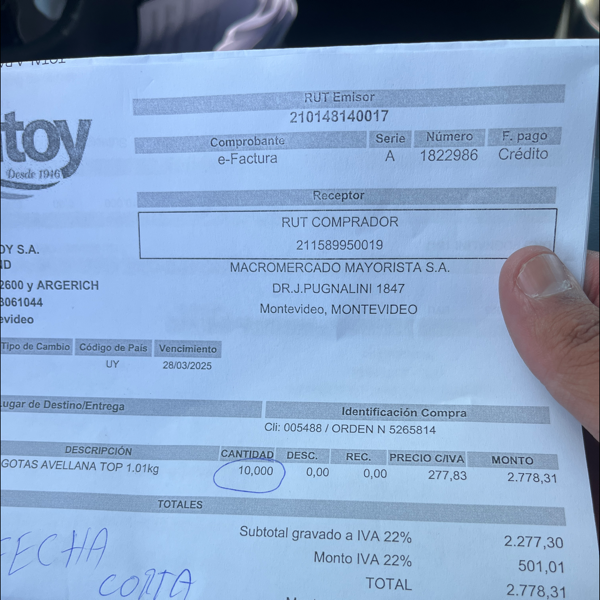 RUT Emisor
210148140017
Comprobante Serie Número F. pago
e-Factura A 1822986 Crédito
toy
Desde 1946
Receptor
RUT COMPRADOR
211589950019
MACROMERCADO MAYORISTA S.A.
DR.J.PUGNALINI 1847
Montevideo, MONTEVIDEO
OY S.A.
2600 y ARGERICH
3061044
evideo
Tipo de Cambio Código de País Vencimiento
UY 28/03/2025
Lugar de Destino/Entrega Identificación Compra
Cli: 005488 / ORDEN N 5265814
DESCRIPCIÓN CANTIDAD DESC. REC. PRECIO C/IVA MONTO
GOTAS AVELLANA TOP 1.01kg 10,000 0,00 0,00 277,83 2.778,31
TOTALES
Subtotal gravado a IVA 22% 2.277,30
Monto IVA 22% 501,01
TOTAL 2.778,31
FECHA
CORTA